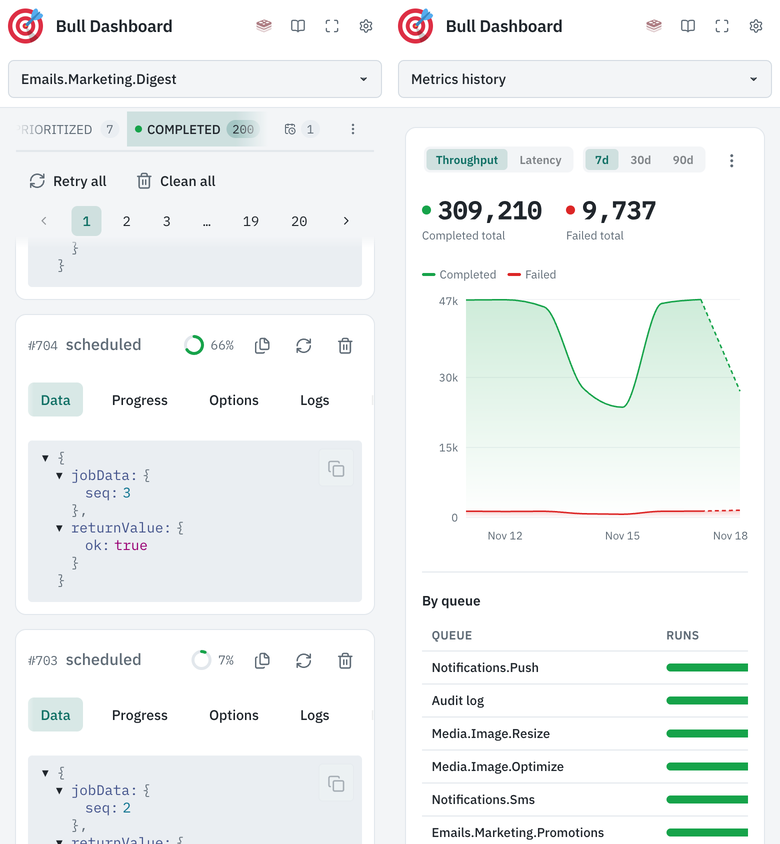 Bull Dashboard
Emails.Marketing.Digest
RIORITIZED 7
COMPLETED 200
1
Retry all
Clean all
1 2 3 … 19 20
}
}
#704 scheduled
66%
Data Progress Options Logs
{
jobData: {
seq: 3
},
returnValue: {
ok: true
}
}
#703 scheduled
7%
Data Progress Options Logs
{
jobData: {
seq: 2
},
returnValue: {
Bull Dashboard
Metrics history
Throughput Latency
7d 30d 90d
309,210
Completed total
9,737
Failed total
Completed Failed
47k
30k
15k
0
Nov 12 Nov 15 Nov 18
By queue
QUEUE RUNS
Notifications.Push
Audit log
Media.Image.Resize
Media.Image.Optimize
Notifications.Sms
Emails.Marketing.Promotions